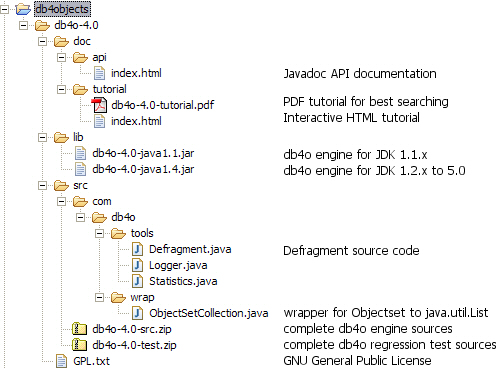 db4objects
db4o-4.0
doc
api
index.html Javadoc API documentation
tutorial
db4o-4.0-tutorial.pdf PDF tutorial for best searching
index.html Interactive HTML tutorial
lib
db4o-4.0-java1.1.jar db4o engine for JDK 1.1.x
db4o-4.0-java1.4.jar db4o engine for JDK 1.2.x to 5.0
src
com
db4o
tools
Defragment.java Defragment source code
Logger.java
Statistics.java
wrap
ObjectSetCollection.java wrapper for Objectset to java.util.List
db4o-4.0-src.zip complete db4o engine sources
db4o-4.0-test.zip complete db4o regression test sources
GPL.txt GNU General Public License